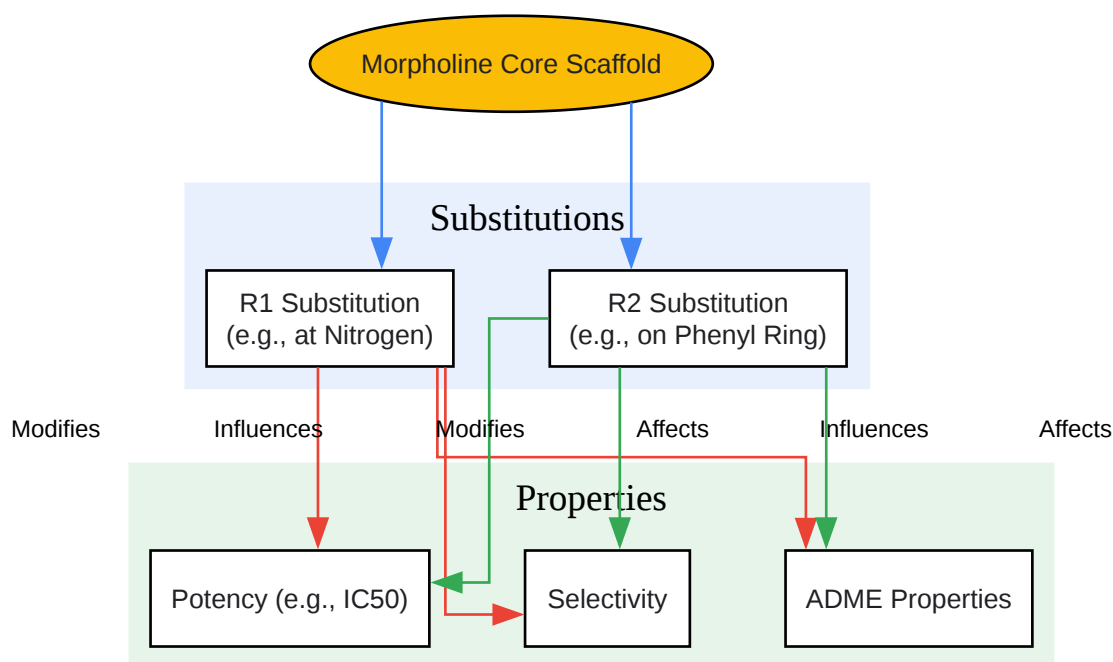 Morpholine Core Scaffold
Substitutions
R1 Substitution
(e.g., at Nitrogen)
R2 Substitution
(e.g., on Phenyl Ring)
Modifies
Influences
Modifies
Affects
Influences
Affects
Properties
Potency (e.g., IC50)
Selectivity
ADME Properties